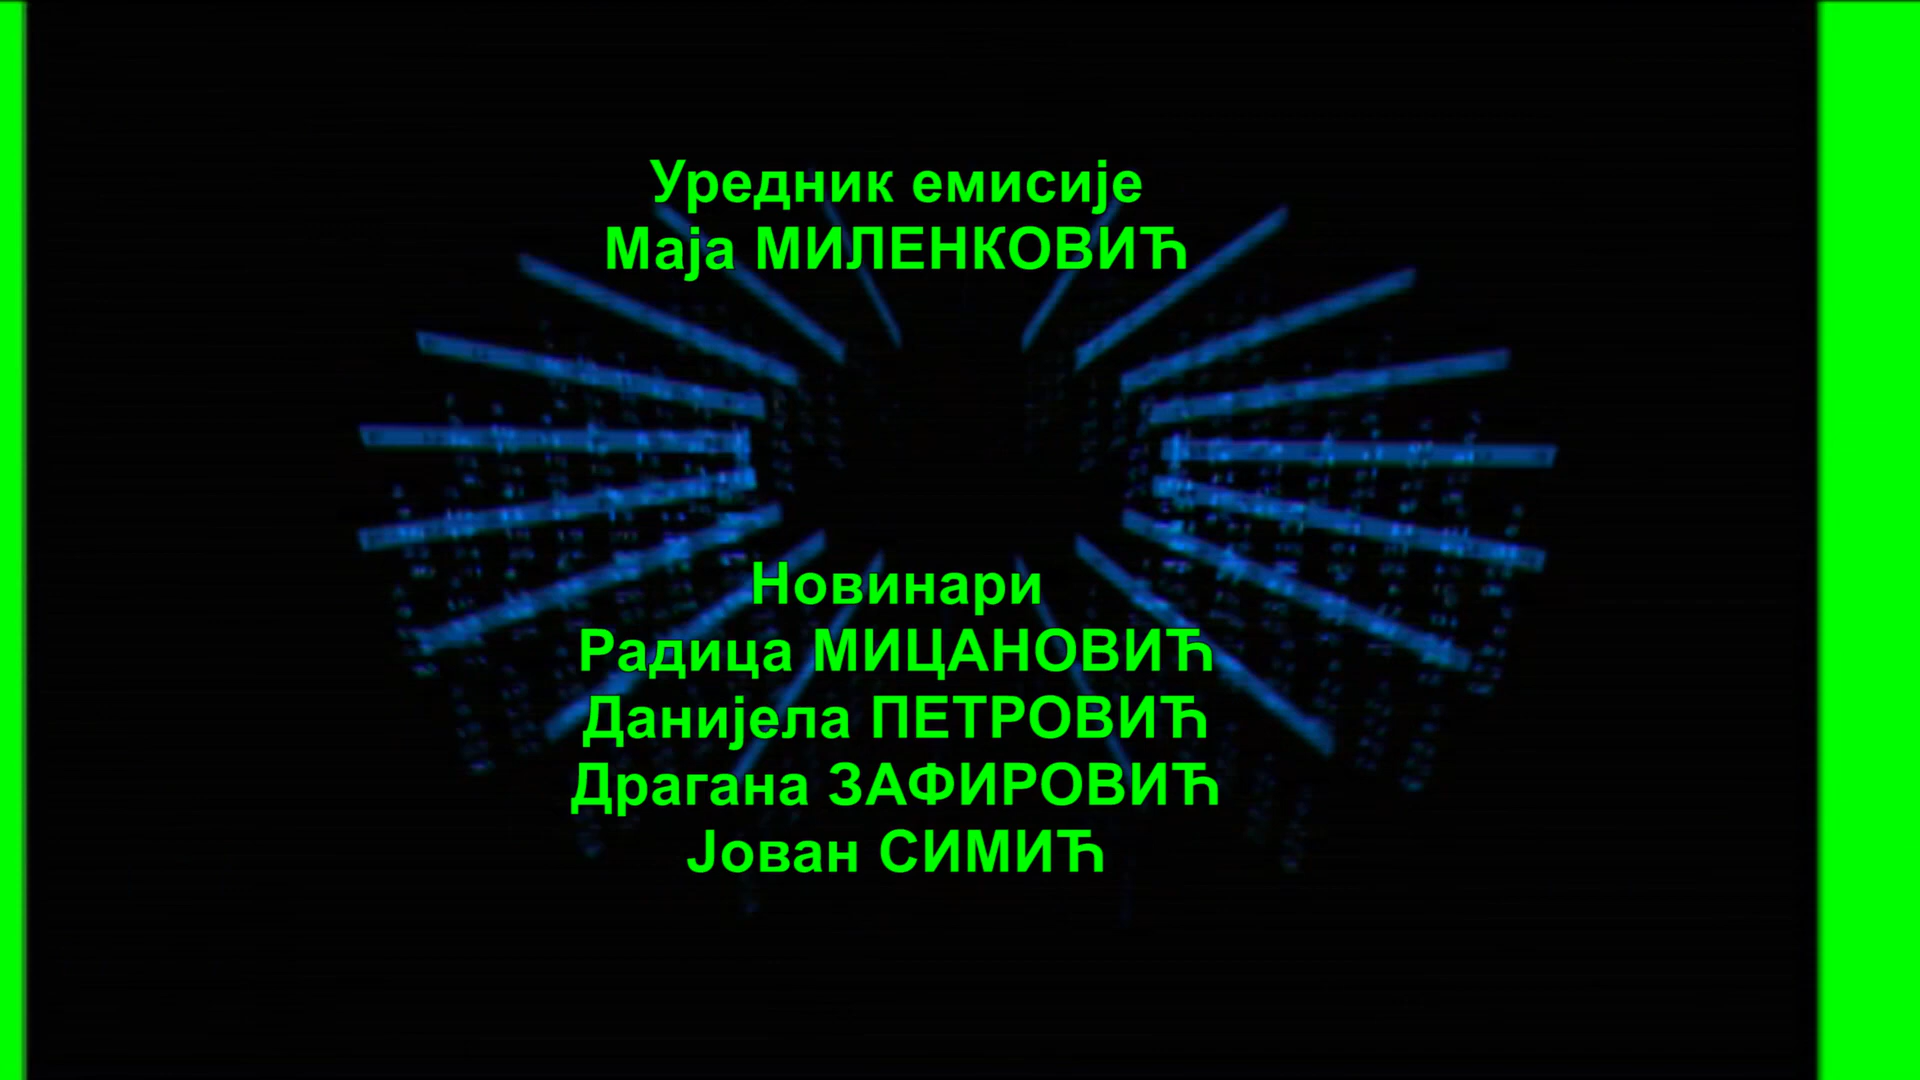 Уредник емисије
Маја МИЛЕНКОВИЋ
Новинари
Радица МИЦАНОВИЋ
Данијела ПЕТРОВИЋ
Драгана ЗАФИРОВИЋ
Јован СИМИЋ